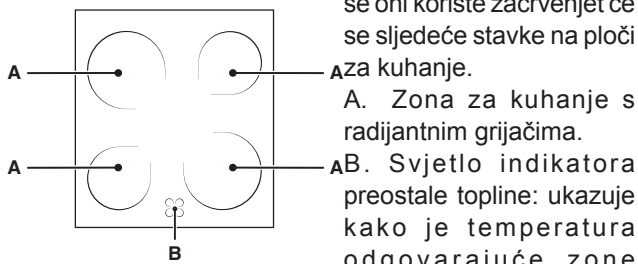 se oni koriste zacrvenjet će
se sljedeće stavke na ploči
za kuhanje.
A. Zona za kuhanje s
radijantnim grijačima.
B. Svjetlo indikatora
preostale topline: ukazuje
kako je temperatura
odgovarajuće zone
A
A
A
A
B